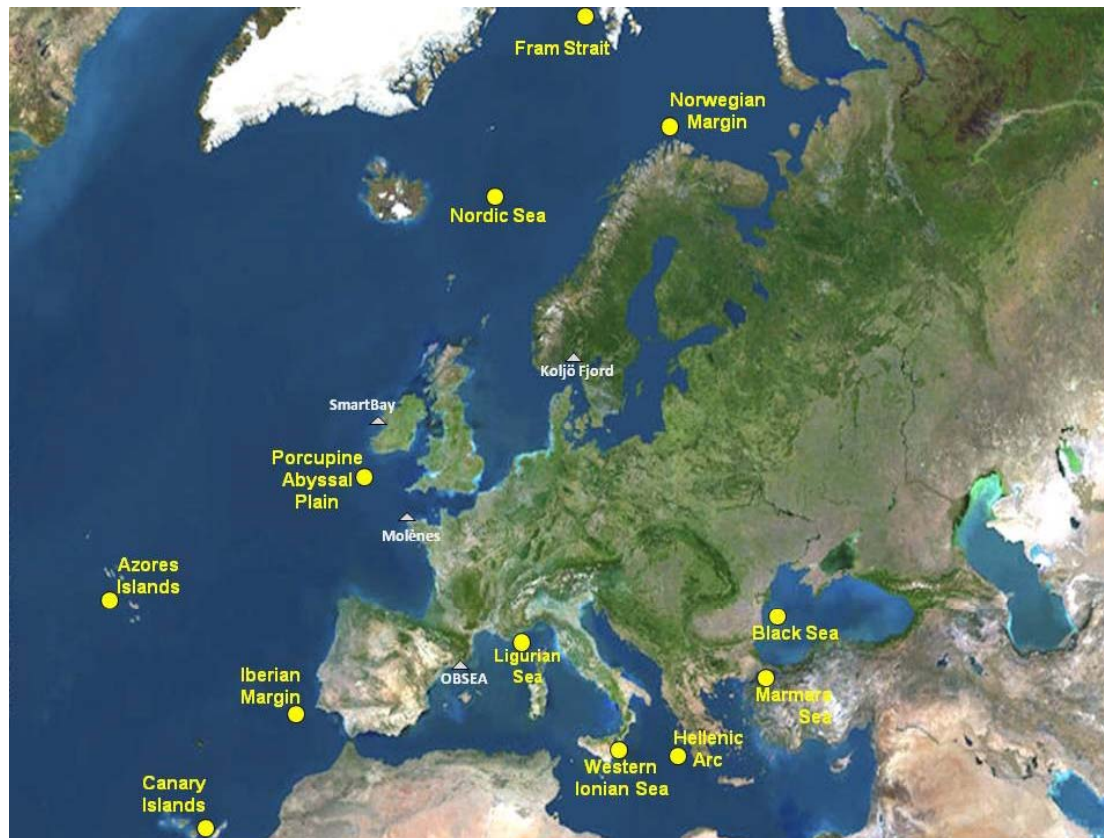 Fram Strait
Norwegian
Margin
Nordic Sea
Koljö Fjord
SmartBay
Porcupine
Abyssal
Plain
Molènes
Azores
Islands
Black Sea
Ligurian
Sea
OBSEA
Iberian
Margin
Marmara
Sea
Hellenic
Arc
Western
Ionian Sea
Canary
Islands